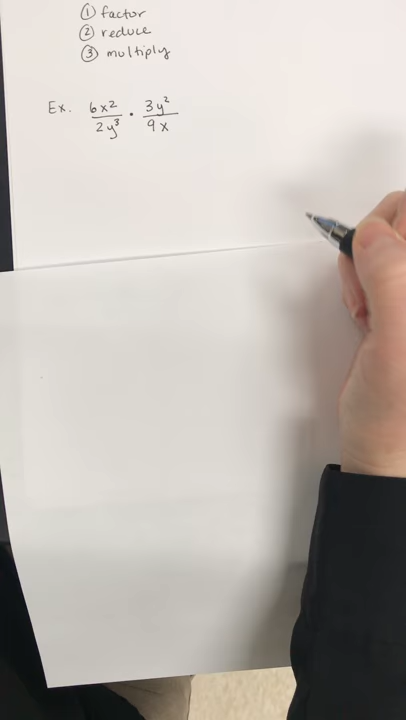 ① factor
② reduce
③ multiply
Ex. 6x2/2y³ · 3y²/9x